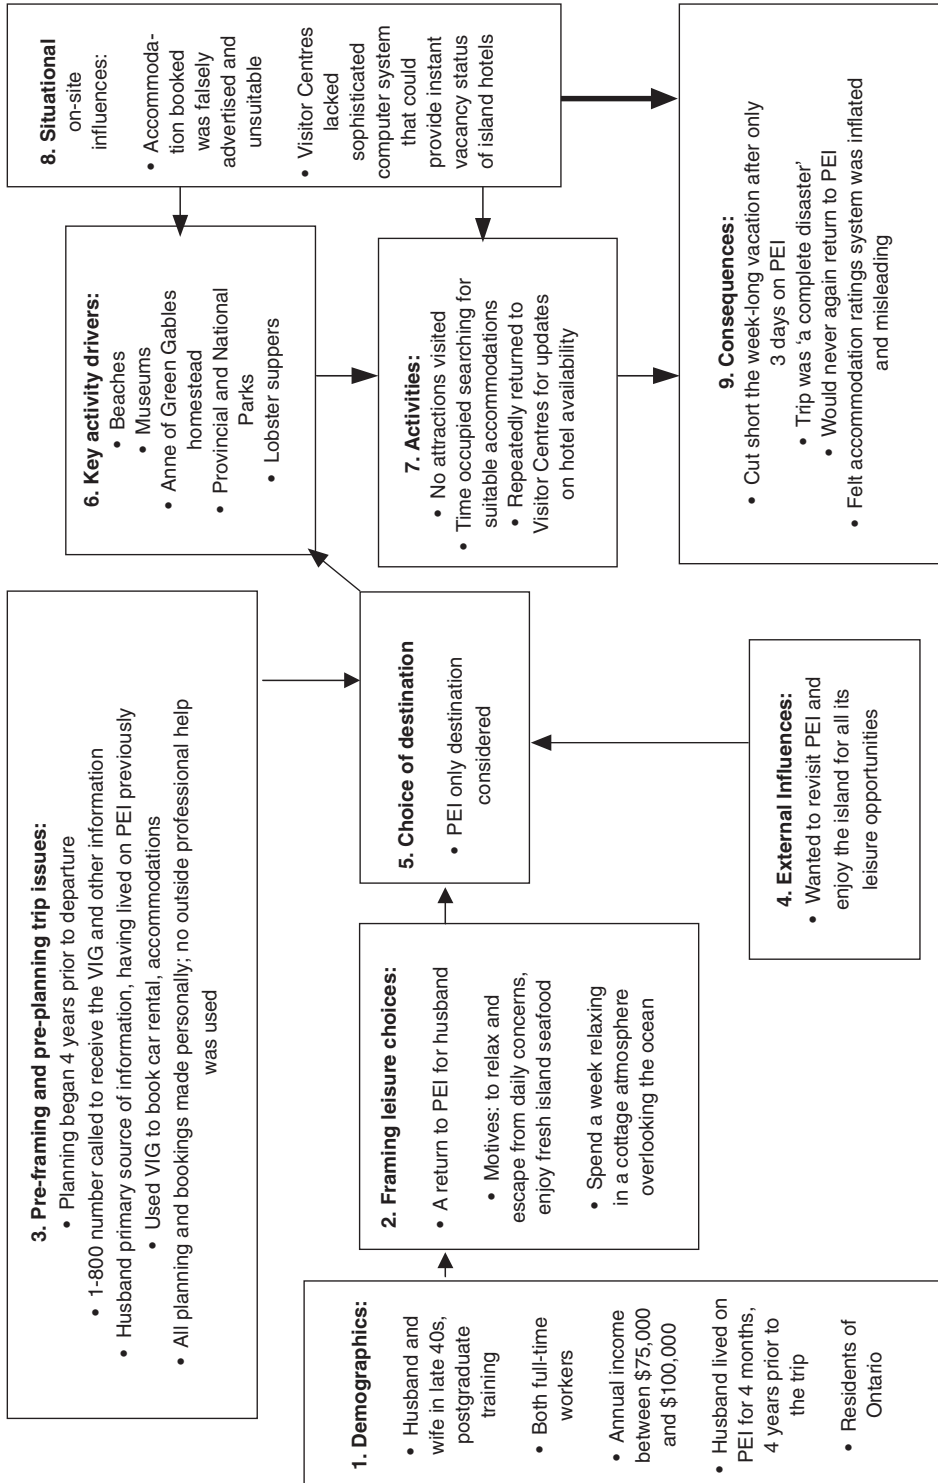 1. Demographics:
• Husband and
wife in late 40s,
postgraduate
training
• Both full-time
workers
• Annual income
between $75,000
and $100,000
• Husband lived on
PEI for 4 months,
4 years prior to
the trip
• Residents of
Ontario
2. Framing leisure choices:
• A return to PEI for husband
• Motives: to relax and
escape from daily concerns,
enjoy fresh island seafood
• Spend a week relaxing
in a cottage atmosphere
overlooking the ocean
3. Pre-framing and pre-planning trip issues:
• Planning began 4 years prior to departure
• 1-800 number called to receive the VIG and other information
• Husband primary source of information, having lived on PEI previously
• Used VIG to book car rental, accommodations
• All planning and bookings made personally; no outside professional help
was used
4. External Influences:
• Wanted to revisit PEI and
enjoy the island for all its
leisure opportunities
5. Choice of destination
• PEI only destination
considered
6. Key activity drivers:
• Beaches
• Museums
• Anne of Green Gables
homestead
• Provincial and National
Parks
• Lobster suppers
7. Activities:
• No attractions visited
• Time occupied searching for
suitable accommodations
• Repeatedly returned to
Visitor Centres for updates
on hotel availability
8. Situational
on-site
influences:
• Accommoda-
tion booked
was falsely
advertised and
unsuitable
• Visitor Centres
lacked
sophisticated
computer system
that could
provide instant
vacancy status
of island hotels
9. Consequences:
• Cut short the week-long vacation after only
3 days on PEI
• Trip was ‘a complete disaster’
• Would never again return to PEI
• Felt accommodation ratings system was inflated
and misleading